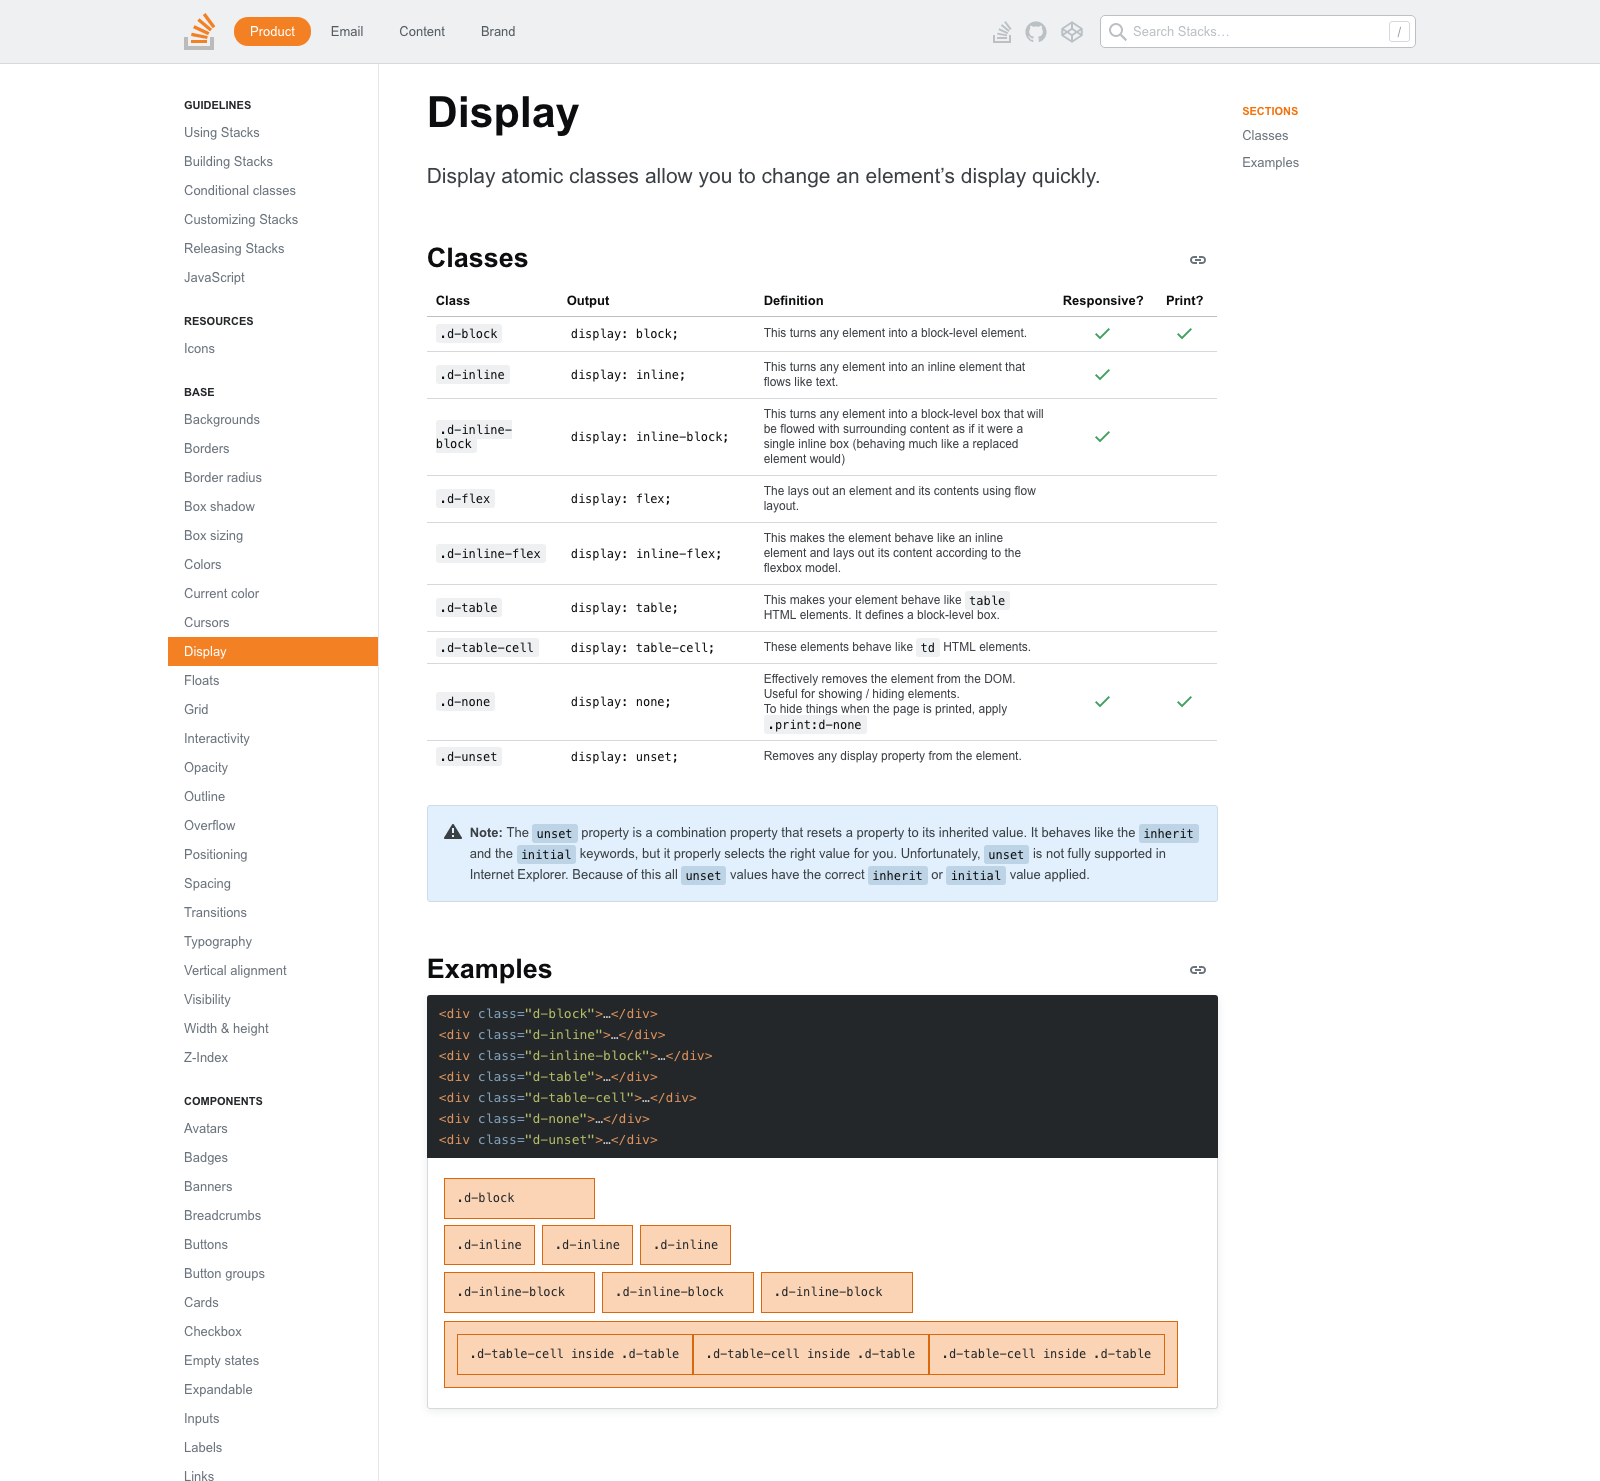 Product
Email
Content
Brand
Search Stacks…
/
GUIDELINES
Using Stacks
Building Stacks
Conditional classes
Customizing Stacks
Releasing Stacks
JavaScript
RESOURCES
Icons
BASE
Backgrounds
Borders
Border radius
Box shadow
Box sizing
Colors
Current color
Cursors
Display
Floats
Grid
Interactivity
Opacity
Outline
Overflow
Positioning
Spacing
Transitions
Typography
Vertical alignment
Visibility
Width & height
Z-Index
COMPONENTS
Avatars
Badges
Banners
Breadcrumbs
Buttons
Button groups
Cards
Checkbox
Empty states
Expandable
Inputs
Labels
Links
Display
Display atomic classes allow you to change an element’s display quickly.
Classes
Class Output Definition Responsive? Print?
.d-block display: block; This turns any element into a block-level element.
.d-inline display: inline; This turns any element into an inline element that
flows like text.
.d-inline-
block
display: inline-block;
This turns any element into a block-level box that will
be flowed with surrounding content as if it were a
single inline box (behaving much like a replaced
element would)
.d-flex display: flex; The lays out an element and its contents using flow
layout.
.d-inline-flex display: inline-flex;
This makes the element behave like an inline
element and lays out its content according to the
flexbox model.
.d-table display: table; This makes your element behave like table
HTML elements. It defines a block-level box.
.d-table-cell display: table-cell; These elements behave like td HTML elements.
.d-none display: none;
Effectively removes the element from the DOM.
Useful for showing / hiding elements.
To hide things when the page is printed, apply
.print:d-none
.d-unset display: unset; Removes any display property from the element.
Note: The unset property is a combination property that resets a property to its inherited value. It behaves like the inherit
and the initial keywords, but it properly selects the right value for you. Unfortunately, unset is not fully supported in
Internet Explorer. Because of this all unset values have the correct inherit or initial value applied.
Examples
<div class="d-block">…</div>
<div class="d-inline">…</div>
<div class="d-inline-block">…</div>
<div class="d-table">…</div>
<div class="d-table-cell">…</div>
<div class="d-none">…</div>
<div class="d-unset">…</div>
.d-block
.d-inline .d-inline .d-inline
.d-inline-block .d-inline-block .d-inline-block
.d-table-cell inside .d-table .d-table-cell inside .d-table .d-table-cell inside .d-table
SECTIONS
Classes
Examples